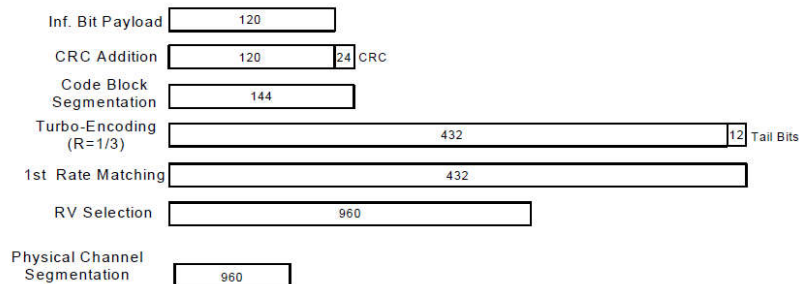 Inf. Bit Payload 120
CRC Addition 120 24 CRC
Code Block
Segmentation 144
Turbo-Encoding
(R=1/3) 432 12 Tail Bits
1st Rate Matching 432
RV Selection 960
Physical Channel
Segmentation 960